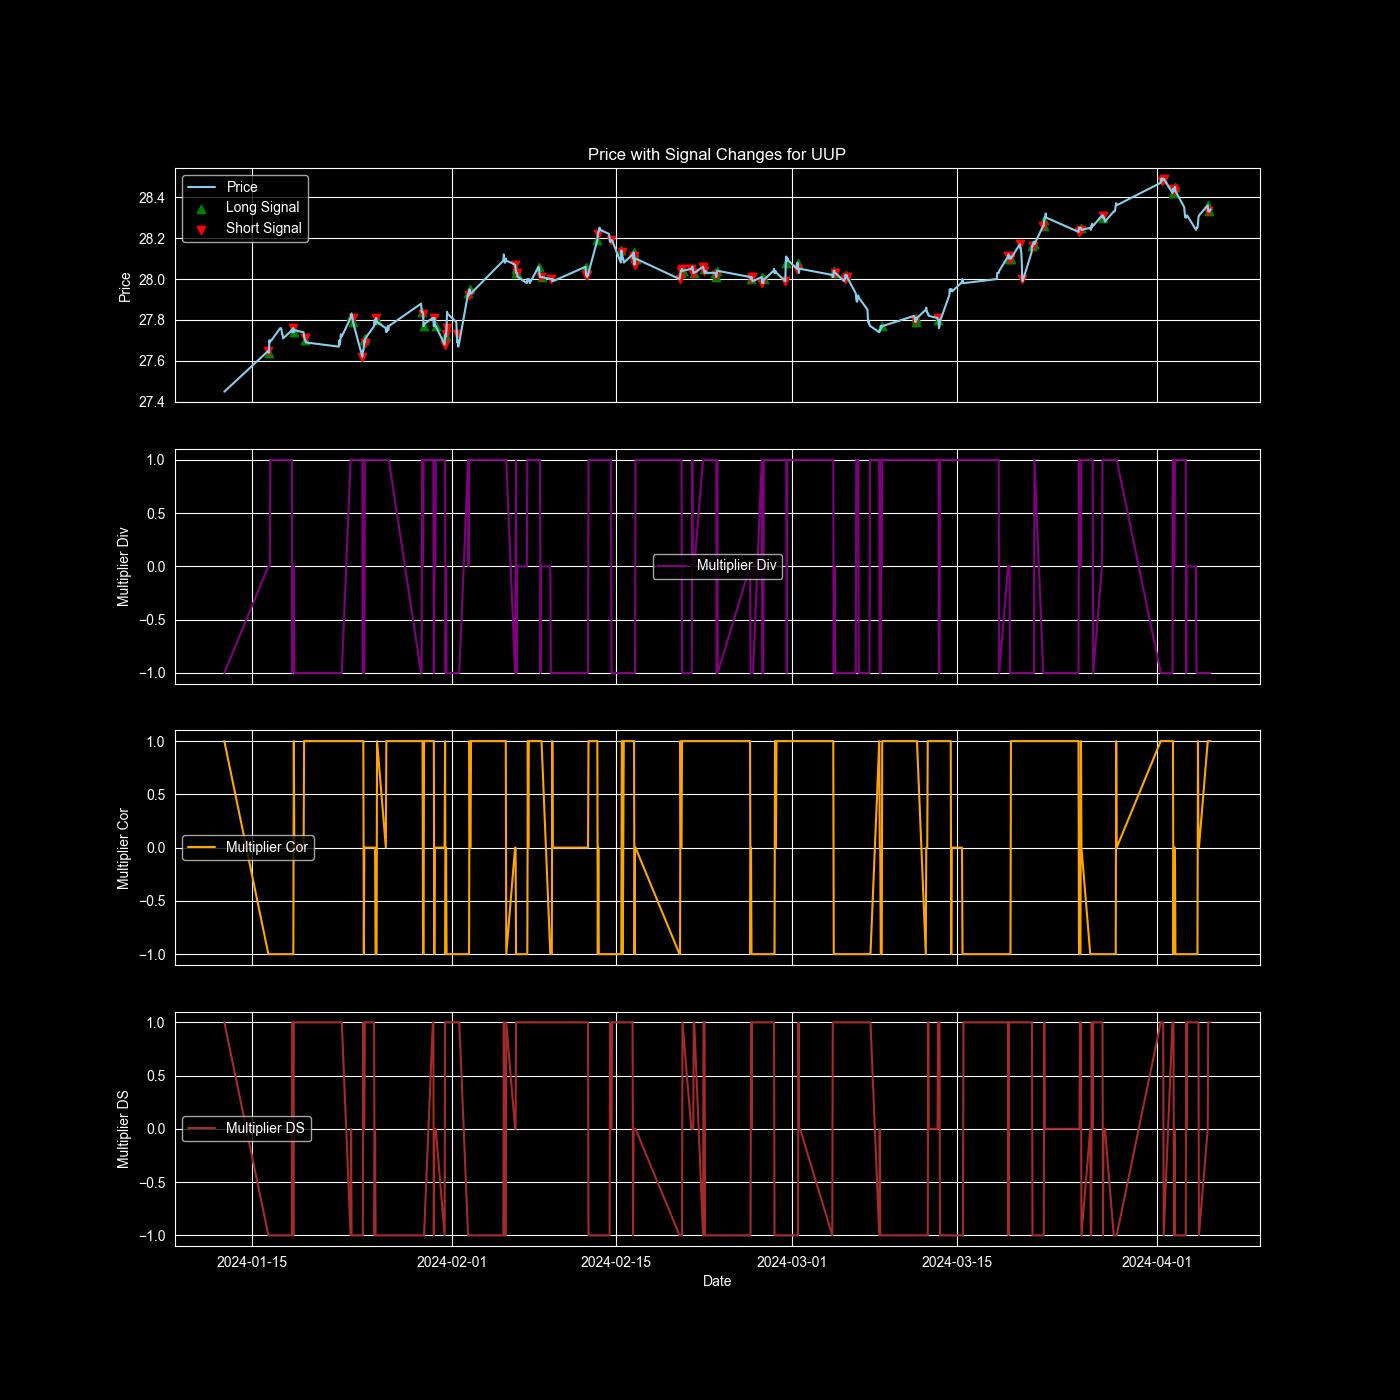 Price with Signal Changes for UUP
Price
Long Signal
Short Signal
28.4
28.2
28.0
27.8
27.6
27.4
Price
1.0
0.5
0.0
−0.5
−1.0
Multiplier Div
Multiplier Div
1.0
0.5
0.0
−0.5
−1.0
Multiplier Cor
Multiplier Cor
1.0
0.5
0.0
−0.5
−1.0
Multiplier DS
Multiplier DS
2024-01-15 2024-02-01 2024-02-15 2024-03-01 2024-03-15 2024-04-01
Date